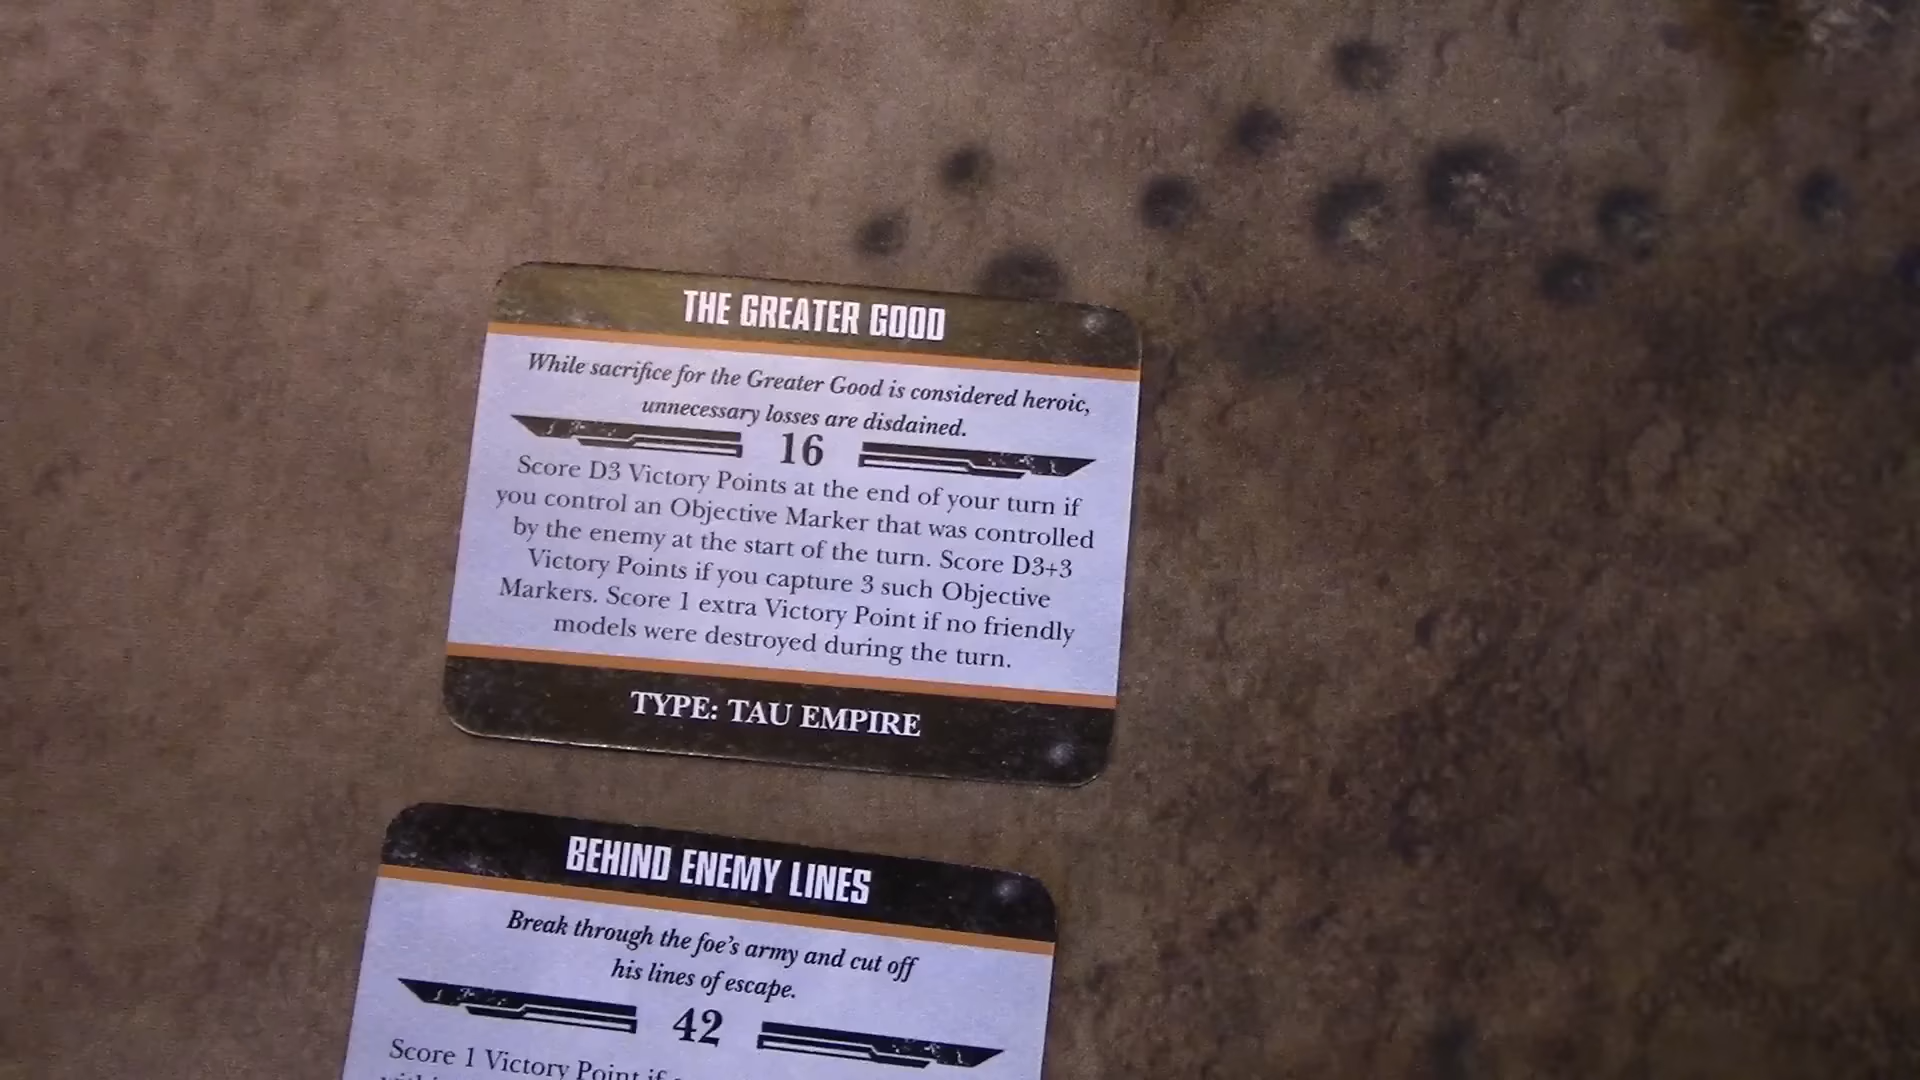 THE GREATER GOOD
While sacrifice for the Greater Good is considered heroic,
unnecessary losses are disdained.
16
Score D3 Victory Points at the end of your turn if
you control an Objective Marker that was controlled
by the enemy at the start of the turn. Score D3+3
Victory Points if you capture 3 such Objective
Markers. Score 1 extra Victory Point if no friendly
models were destroyed during the turn.
TYPE: TAU EMPIRE
BEHIND ENEMY LINES
Break through the foe's army and cut off
his lines of escape.
42
Score 1 Victory Point if